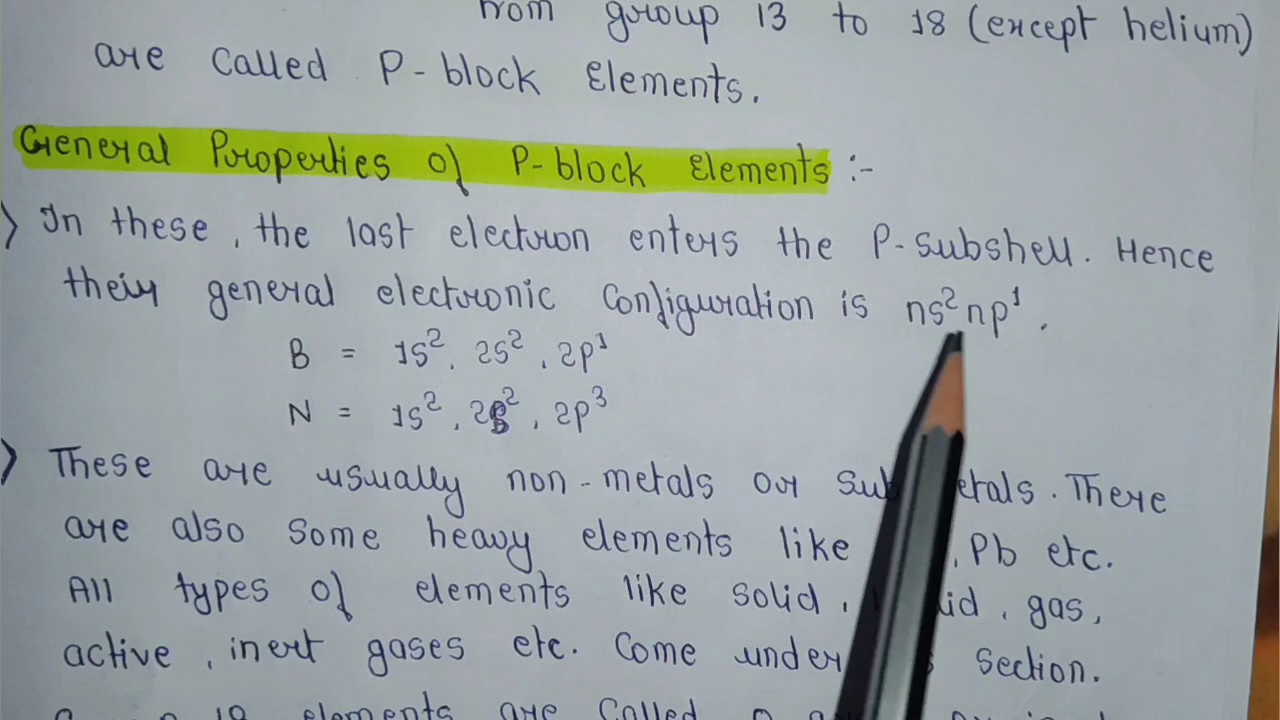 from group 13 to 18 (except helium)
are called P-block Elements.
General Properties of P-block Elements :-
In these, the last electron enters the P-subshell. Hence
their general electronic configuration is ns²np¹.
B = 1s², 2s², 2p¹
N = 1s², 2s², 2p³
These are usually non-metals or . There
are also some heavy elements like , Pb etc.
All types of elements like solid, , gas,
active, inert gases etc. Come under section.
elements are called